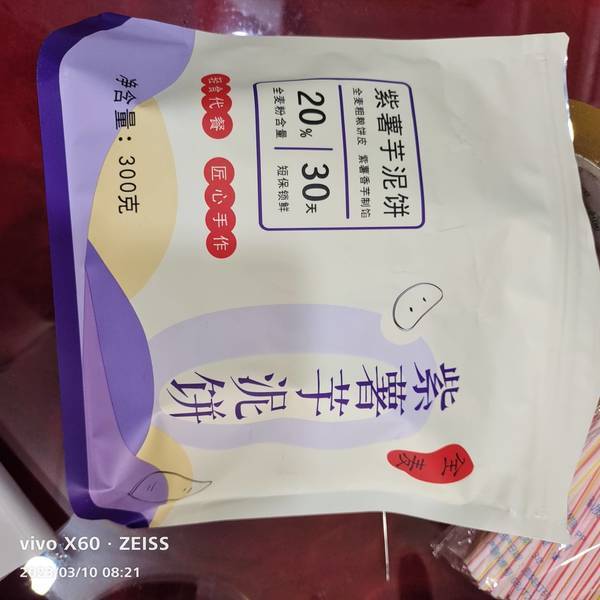 全麦
紫薯芋泥饼
紫薯芋泥饼
全麦粗粮饼皮 紫薯香芋制馅
20%
全麦粉含量
30天
短保锁鲜
轻食代餐
匠心手作
净含量：300克
vivo X60 · ZEISS
2023/03/10 08:21